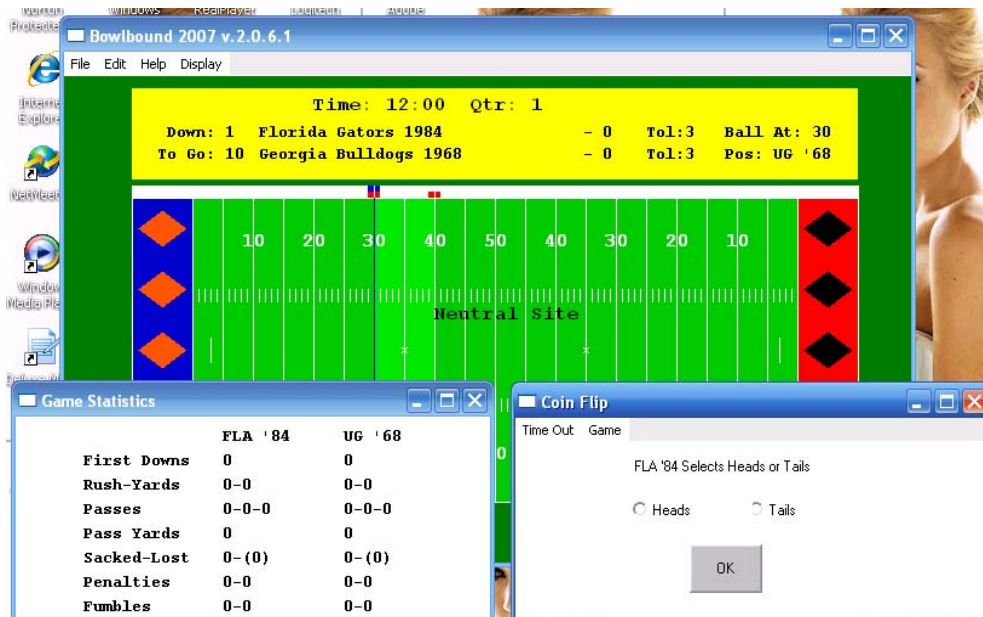 Norton
Windows
RealPlayer
Logitech
Adobe
Bowlbound 2007 v.2.0.6.1
File Edit Help Display
Time: 12:00 Qtr: 1
Down: 1 Florida Gators 1984 - 0 Tol:3 Ball At: 30
To Go: 10 Georgia Bulldogs 1968 - 0 Tol:3 Pos: UG '68
10 20 30 40 50 40 30 20 10
Neutral Site
Game Statistics
FLA '84 UG '68
First Downs 0 0
Rush-Yards 0-0 0-0
Passes 0-0-0 0-0-0
Pass Yards 0 0
Sacked-Lost 0-(0) 0-(0)
Penalties 0-0 0-0
Fumbles 0-0 0-0
0
Coin Flip
Time Out Game
FLA '84 Selects Heads or Tails
Heads Tails
OK